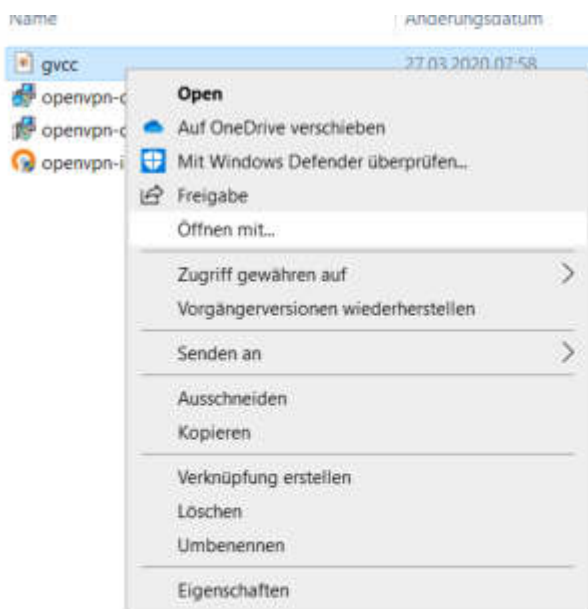 Name Änderungsdatum
gvcc 27.03.2020 07:58
openvpn-c
openvpn-c
openvpn-i
Open
Auf OneDrive verschieben
Mit Windows Defender überprüfen...
Freigabe
Öffnen mit...
Zugriff gewähren auf
Vorgängerversionen wiederherstellen
Senden an
Ausschneiden
Kopieren
Verknüpfung erstellen
Löschen
Umbenennen
Eigenschaften